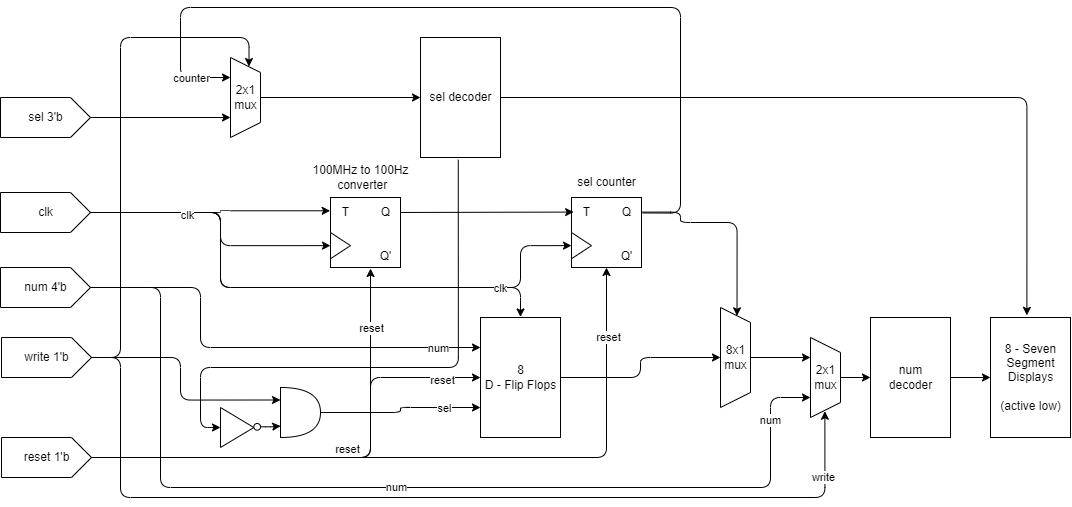 counter
2x1
mux
sel decoder
sel 3'b
100MHz to 100Hz
converter
sel counter
clk
clk
T
Q
Q'
T
Q
Q'
num 4'b
clk
reset
reset
write 1'b
num
8
D - Flip Flops
reset
sel
8x1
mux
2x1
mux
num
decoder
8 - Seven
Segment
Displays
(active low)
num
reset 1'b
reset
write
num